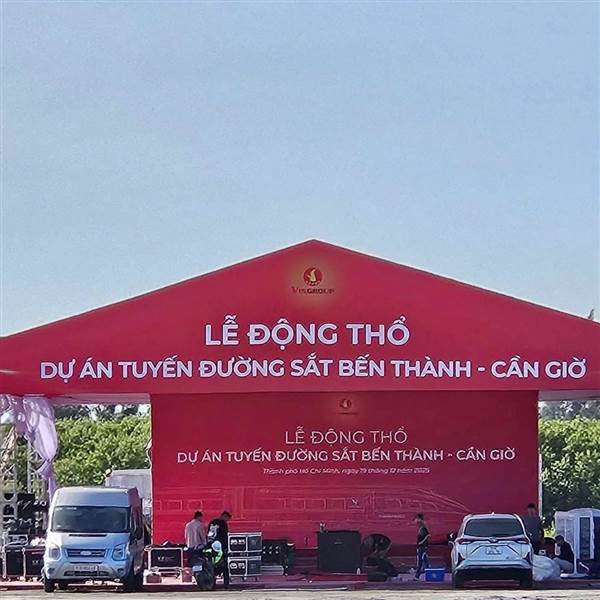 VINGROUP
LỄ ĐỘNG THỔ
DỰ ÁN TUYẾN ĐƯỜNG SẮT BẾN THÀNH - CẦN GIỜ
LỄ ĐỘNG THỔ
DỰ ÁN TUYẾN ĐƯỜNG SẮT BẾN THÀNH - CẦN GIỜ
Thành phố Hồ Chí Minh, ngày 19 tháng 12 năm 2025